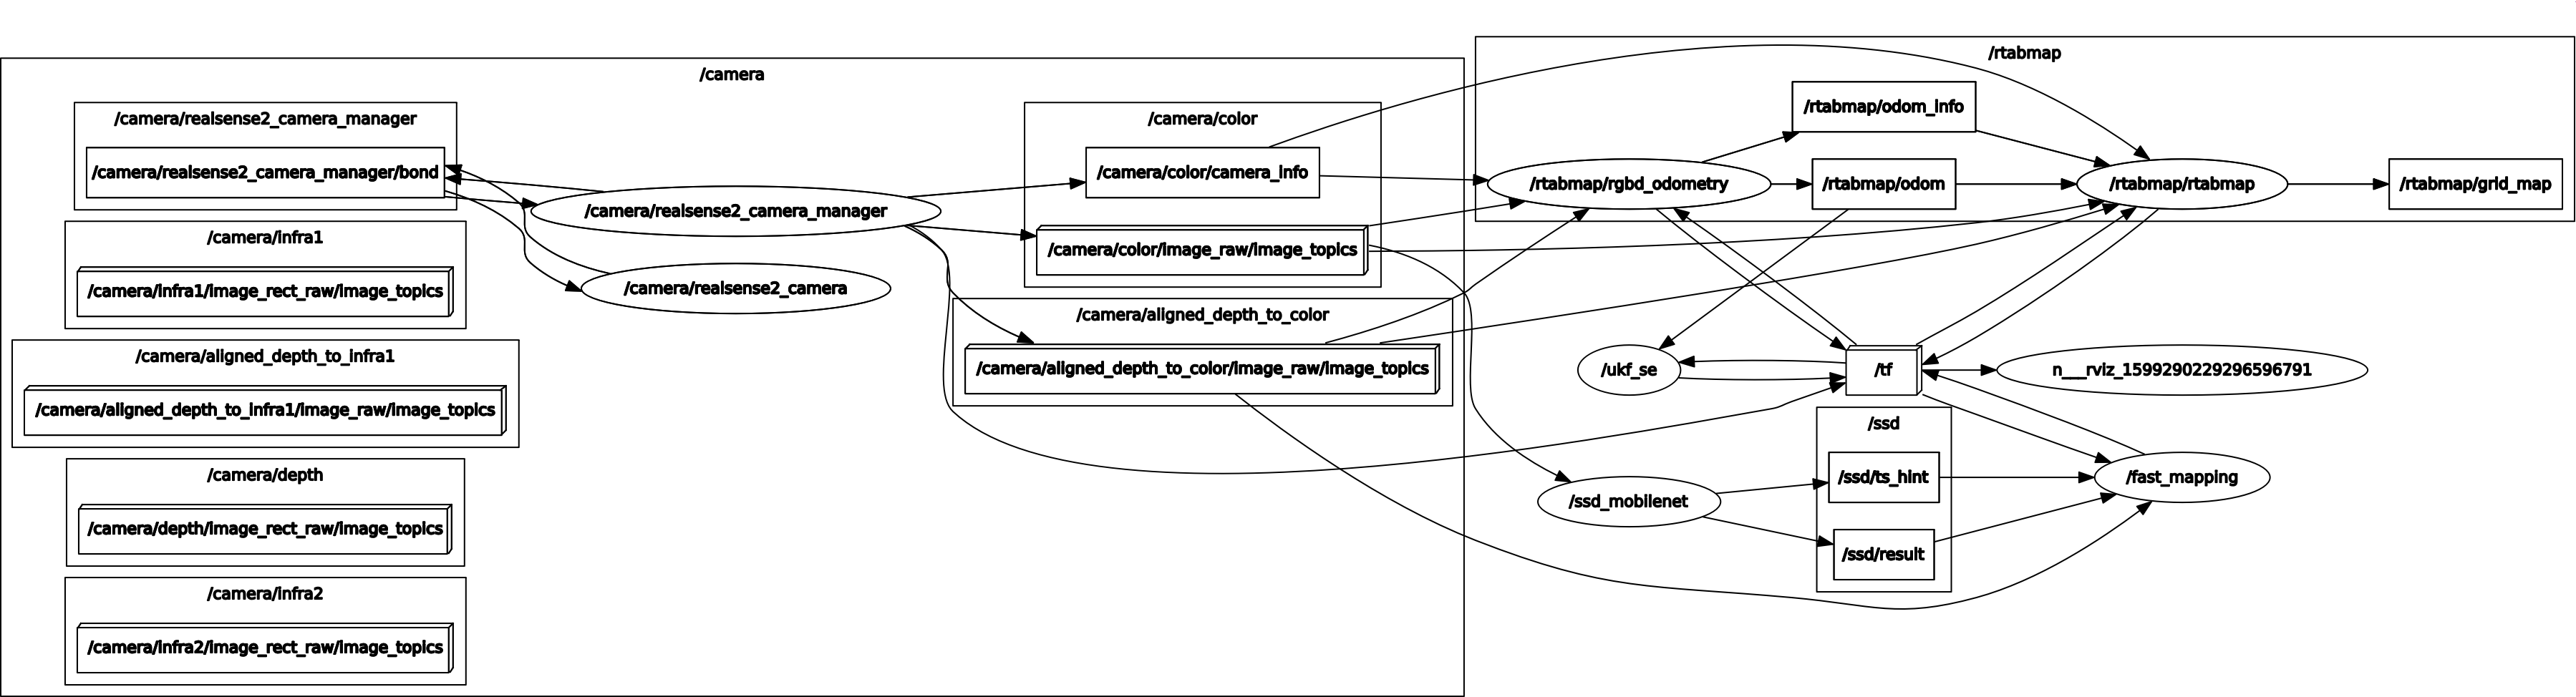 /camera
/camera/realsense2_camera_manager
/camera/realsense2_camera_manager/bond
/camera/infra1
/camera/infra1/image_rect_raw/image_topics
/camera/aligned_depth_to_infra1
/camera/aligned_depth_to_infra1/image_raw/image_topics
/camera/depth
/camera/depth/image_rect_raw/image_topics
/camera/infra2
/camera/infra2/image_rect_raw/image_topics
/camera/realsense2_camera_manager
/camera/realsense2_camera
/camera/color
/camera/color/camera_info
/camera/color/image_raw/image_topics
/camera/aligned_depth_to_color
/camera/aligned_depth_to_color/image_raw/image_topics
/rtabmap
/rtabmap/rgbd_odometry
/rtabmap/odom_info
/rtabmap/odom
/rtabmap/rtabmap
/rtabmap/grid_map
/ukf_se
/tf
n___rviz_1599290229296596791
/ssd_mobilenet
/ssd
/ssd/ts_hint
/ssd/result
/fast_mapping